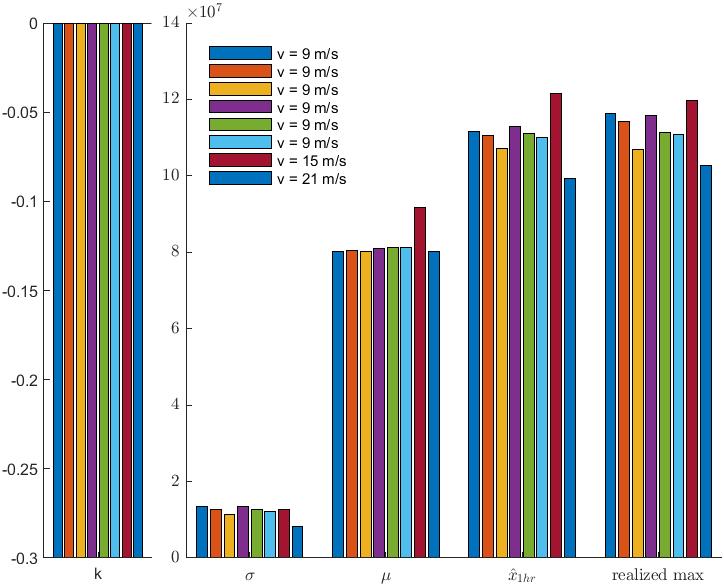 0
-0.05
-0.1
-0.15
-0.2
-0.25
-0.3
k
×10⁷
14
12
10
8
6
4
2
0
v = 9 m/s
v = 9 m/s
v = 9 m/s
v = 9 m/s
v = 9 m/s
v = 9 m/s
v = 15 m/s
v = 21 m/s
σ μ x̂₁ₕᵣ realized max